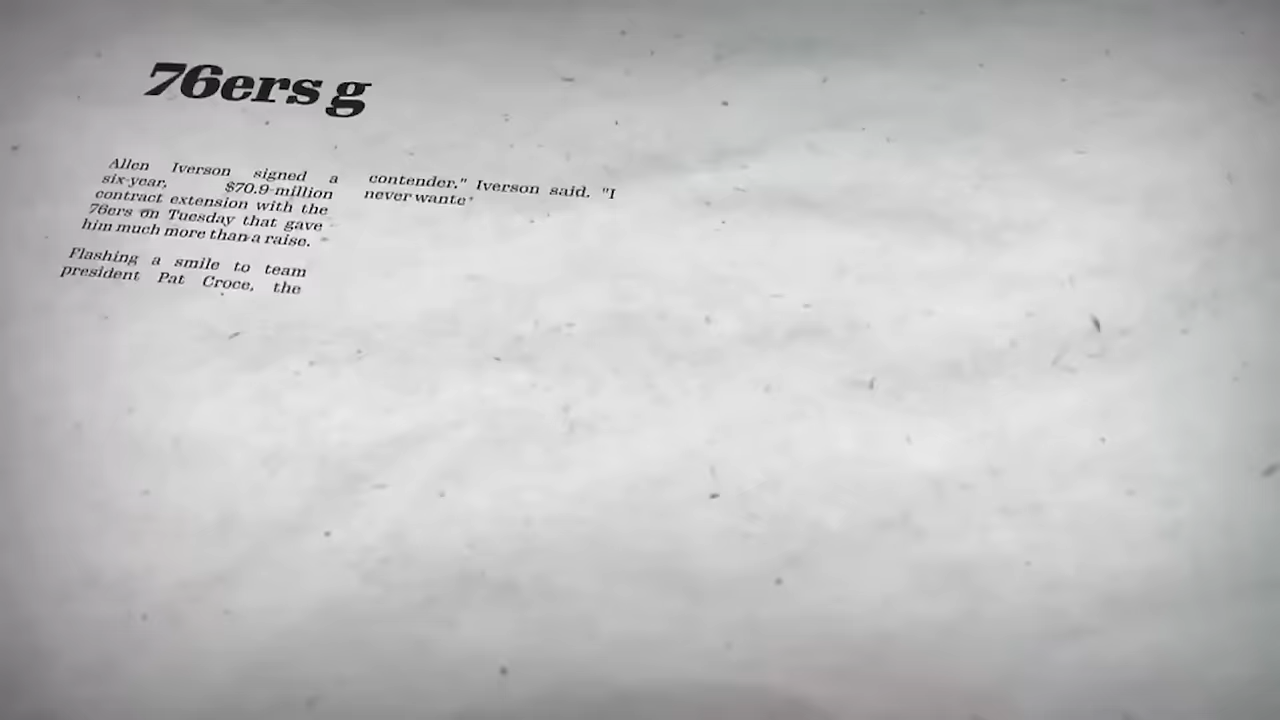 76ers g
Allen Iverson signed a
six-year, $70.9-million
contract extension with the
76ers on Tuesday that gave
him much more than a raise.
Flashing a smile to team
president Pat Croce, the
contender." Iverson said. "I
never wante'